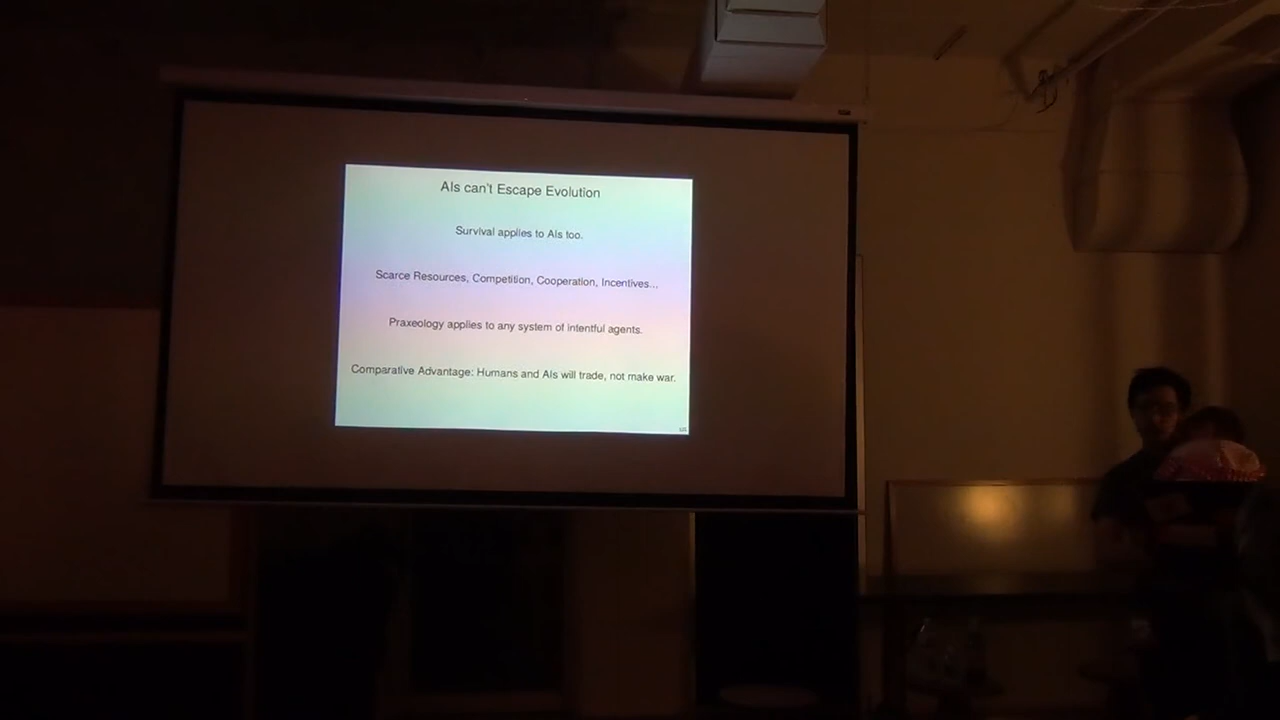 AIs can't Escape Evolution
Survival applies to AIs too.
Scarce Resources, Competition, Cooperation, Incentives...
Praxeology applies to any system of intentful agents.
Comparative Advantage: Humans and AIs will trade, not make war.